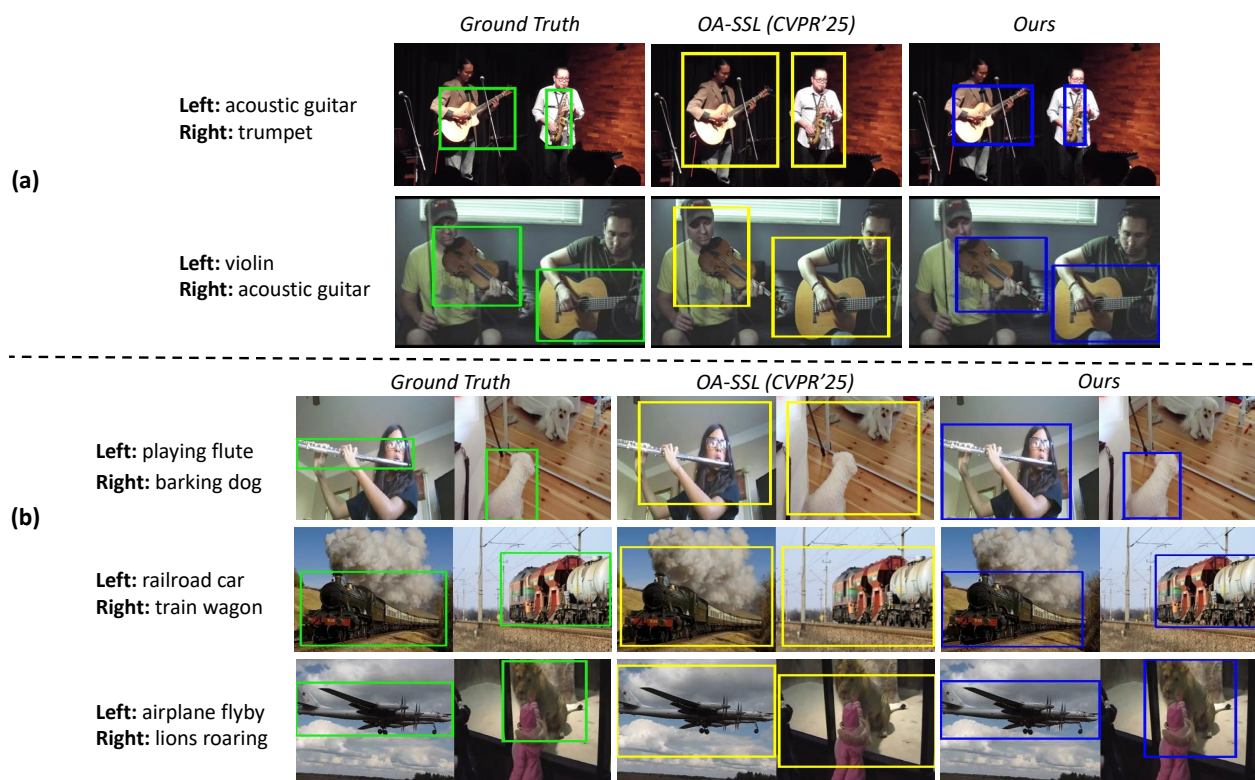 Ground Truth OA-SSL (CVPR'25) Ours
Left: acoustic guitar
Right: trumpet
(a)
Left: violin
Right: acoustic guitar
Ground Truth OA-SSL (CVPR'25) Ours
Left: playing flute
Right: barking dog
(b)
Left: railroad car
Right: train wagon
Left: airplane flyby
Right: lions roaring